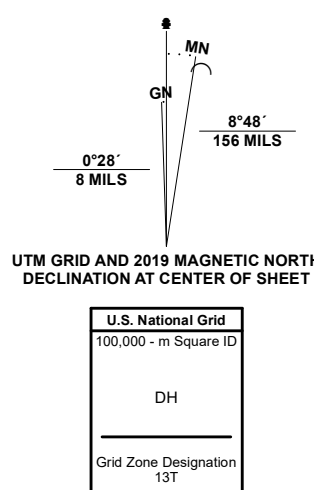 MN
GN
8°48´
156 MILS
0°28´
8 MILS
UTM GRID AND 2019 MAGNETIC NORTH
DECLINATION AT CENTER OF SHEET
U.S. National Grid
100,000 - m Square ID
DH
Grid Zone Designation
13T